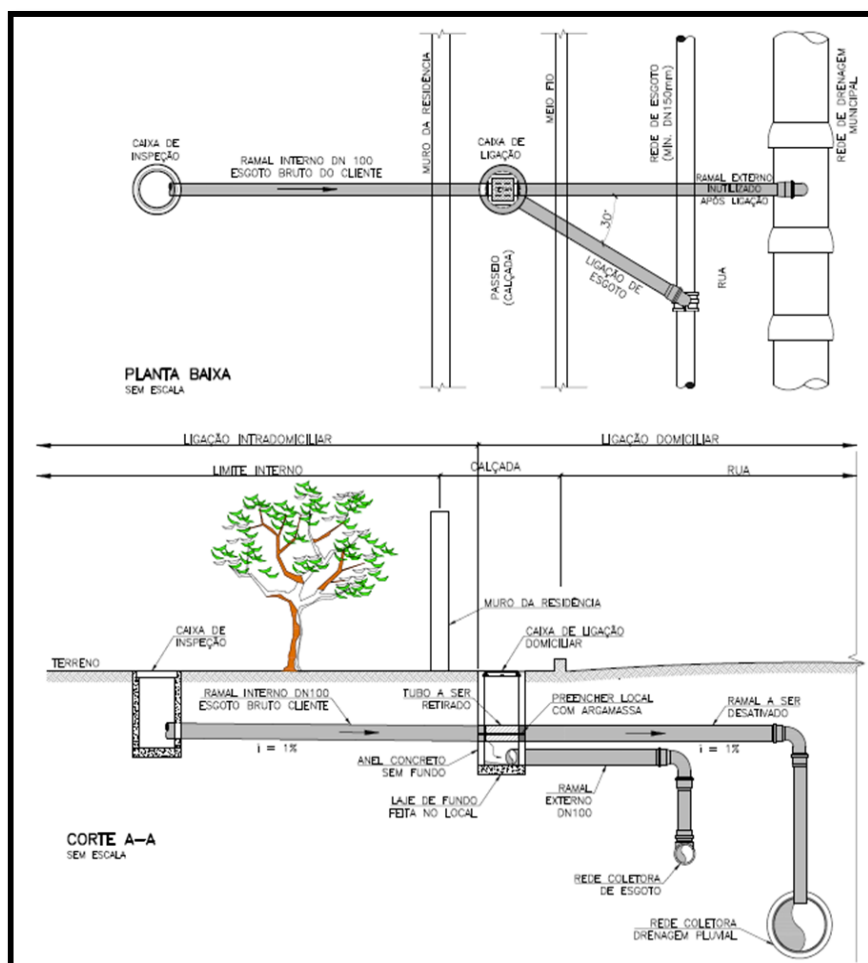 MURO DA RESIDÊNCIA
MEIO FIO
REDE DE ESGOTO
(MÍN. DN150mm)
REDE DE DRENAGEM
MUNICIPAL
CAIXA DE
INSPEÇÃO
RAMAL INTERNO DN 100
ESGOTO BRUTO DO CLIENTE
CAIXA DE
LIGAÇÃO
RAMAL EXTERNO
INUTILIZADO
APÓS LIGAÇÃO
30°
LIGAÇÃO DE
ESGOTO
PASSEIO
(CALÇADA)
RUA
PLANTA BAIXA
SEM ESCALA
LIGAÇÃO INTRADOMICILIAR
LIGAÇÃO DOMICILIAR
LIMITE INTERNO
CALÇADA
RUA
MURO DA RESIDÊNCIA
CAIXA DE
INSPEÇÃO
CAIXA DE LIGAÇÃO
DOMICILIAR
TERRENO
RAMAL INTERNO DN100
ESGOTO BRUTO CLIENTE
TUBO A SER
RETIRADO
PREENCHER LOCAL
COM ARGAMASSA
RAMAL A SER
DESATIVADO
i = 1%
i = 1%
ANEL CONCRETO
SEM FUNDO
LAJE DE FUNDO
FEITA NO LOCAL
RAMAL
EXTERNO
DN100
CORTE A-A
SEM ESCALA
REDE COLETORA
DE ESGOTO
REDE COLETORA
DRENAGEM PLUVIAL